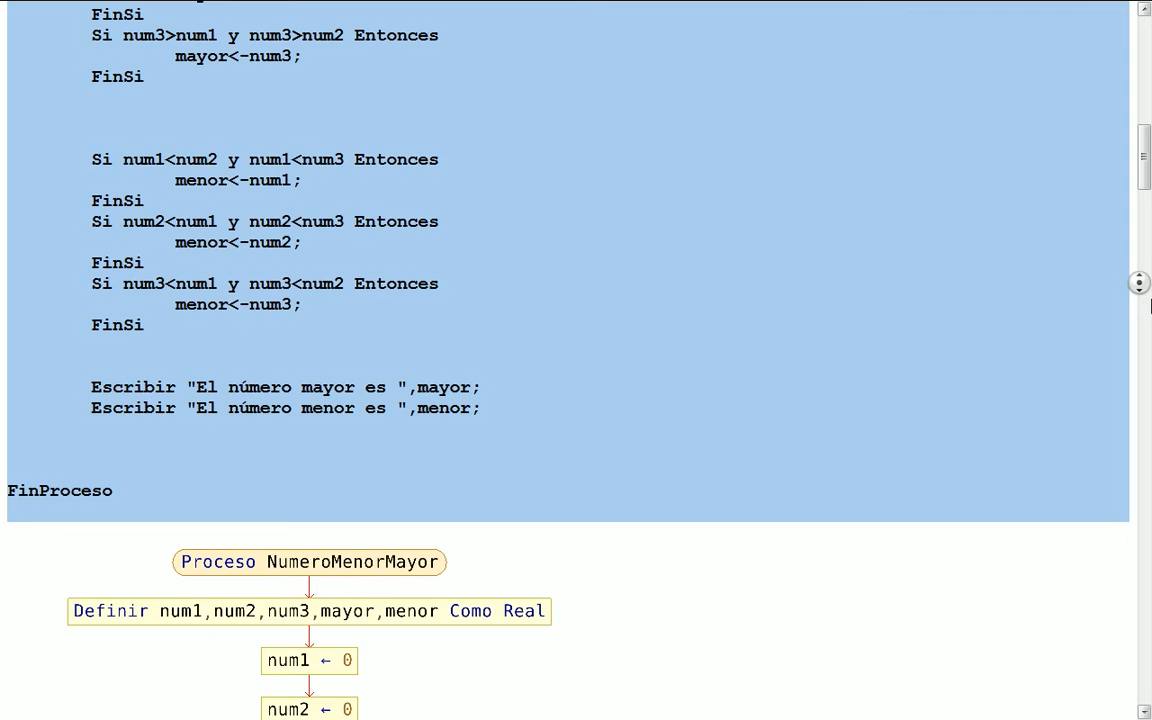 FinSi
Si num3>num1 y num3>num2 Entonces
mayor<-num3;
FinSi
Si num1<num2 y num1<num3 Entonces
menor<-num1;
FinSi
Si num2<num1 y num2<num3 Entonces
menor<-num2;
FinSi
Si num3<num1 y num3<num2 Entonces
menor<-num3;
FinSi
Escribir "El número mayor es ",mayor;
Escribir "El número menor es ",menor;
FinProceso
Proceso NumeroMenorMayor
Definir num1,num2,num3,mayor,menor Como Real
num1 ← 0
num2 ← 0